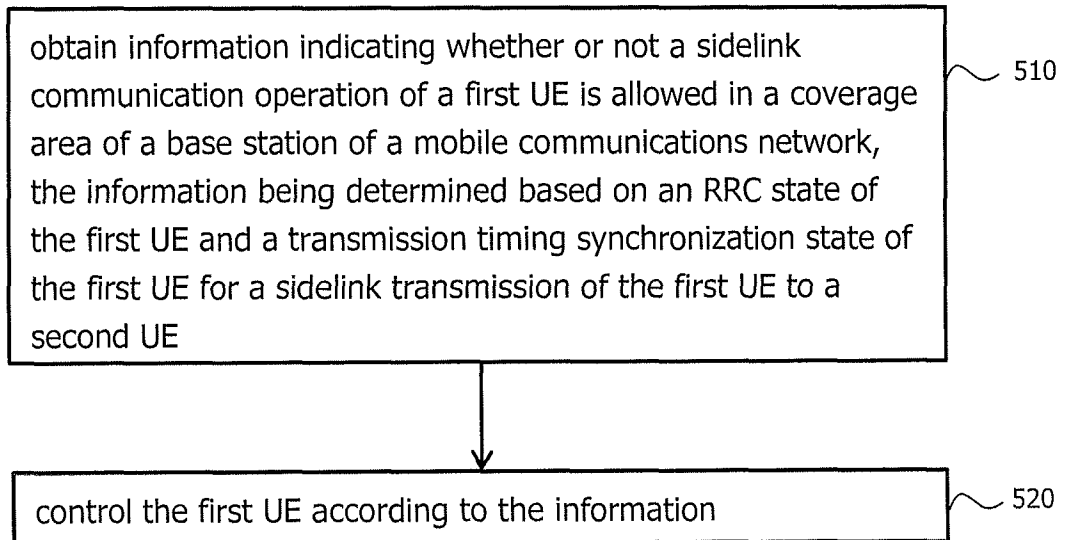 obtain information indicating whether or not a sidelink
communication operation of a first UE is allowed in a coverage
area of a base station of a mobile communications network,
the information being determined based on an RRC state of
the first UE and a transmission timing synchronization state of
the first UE for a sidelink transmission of the first UE to a
second UE
510
control the first UE according to the information
520